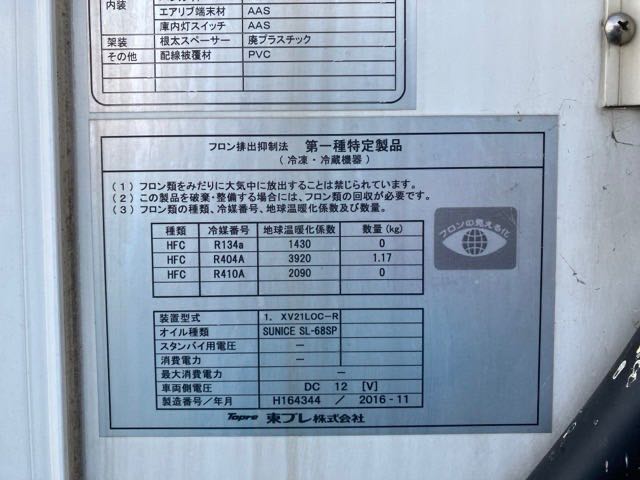 内装
エアリブ端末材 AAS
庫内灯スイッチ AAS
架装 根太スペーサー 廃プラスチック
その他 配線被覆材 PVC
フロン排出抑制法 第一種特定製品
(冷凍・冷蔵機器)
(1) フロン類をみだりに大気中に放出することは禁じられています。
(2) この製品を廃棄・整備する場合には、フロン類の回収が必要です。
(3) フロン類の種類、冷媒番号、地球温暖化係数及び数量。
種類 冷媒番号 地球温暖化係数 数量(kg)
HFC R134a 1430 0
HFC R404A 3920 1.17
HFC R410A 2090 0
フロンの見える化
装置型式 1. XV21LOC-R
オイル種類 SUNICE SL-68SP
スタンバイ用電圧 －
消費電力 －
最大消費電力 －
車両側電圧 DC 12 [V]
製造番号/年月 H164344 / 2016-11
Topre 東プレ株式会社